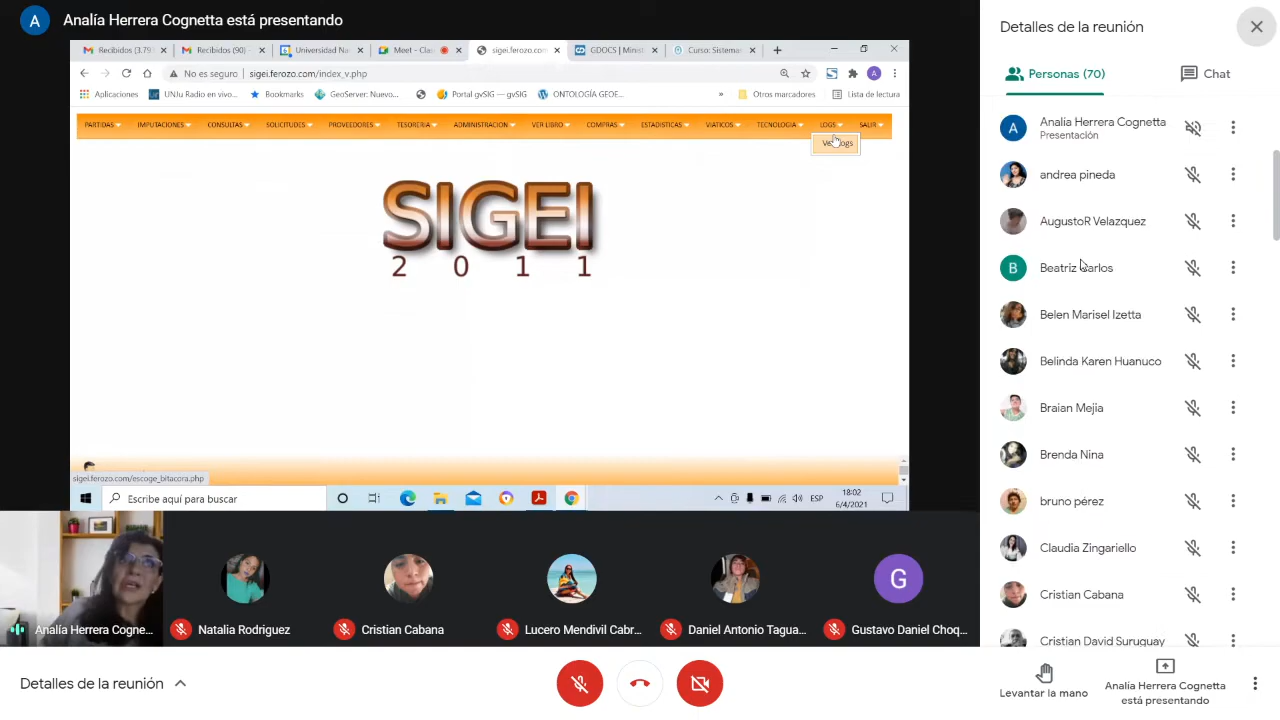 A Analía Herrera Cognetta está presentando
Recibidos (3.79
Recibidos (90) -
Universidad Na
Meet - Clas
sigei.ferozo.com
GDOCS | Minist
Curso: Sistemas
No es seguro | sigei.ferozo.com/index_v.php
A
Aplicaciones
UNJu Radio en vivo...
Bookmarks
GeoServer: Nuevo...
Portal gvSIG — gvSIG
ONTOLOGÍA GEOE...
»
Otros marcadores
Lista de lectura
PARTIDAS
IMPUTACIONES
CONSULTAS
SOLICITUDES
PROVEEDORES
TESORERIA
ADMINISTRACION
VER LIBRO
COMPRAS
ESTADISTICAS
VIATICOS
TECNOLOGIA
LOGS
SALIR
SIGEI
2 0 1 1
sigei.ferozo.com/escoge_bitacora.php
Escribe aquí para buscar
ESP
18:02
6/4/2021
Analía Herrera Cogne...
Natalia Rodriguez
Cristian Cabana
Lucero Mendivil Cabr...
Daniel Antonio Tagua...
G
Gustavo Daniel Choq...
Detalles de la reunión
Detalles de la reunión
Personas (70)
Chat
A
Analía Herrera Cognetta
Presentación
andrea pineda
AugustoR Velazquez
B
Beatriz Carlos
Belen Marisel Izetta
Belinda Karen Huanuco
Braian Mejia
Brenda Nina
bruno pérez
Claudia Zingariello
Cristian Cabana
Cristian David Suruguay
Levantar la mano
Analía Herrera Cognetta
está presentando